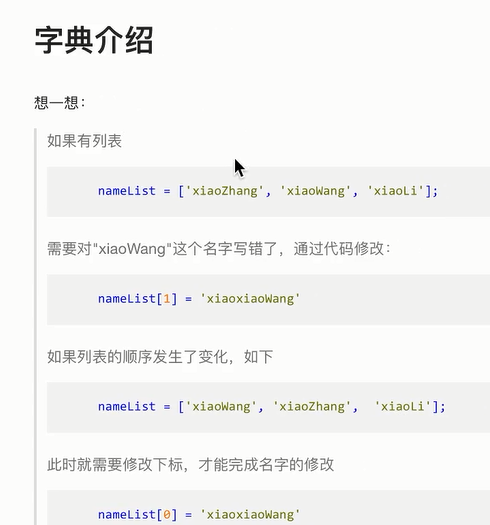 字典介绍
想一想：
如果有列表
nameList = ['xiaoZhang', 'xiaoWang', 'xiaoLi'];
需要对"xiaoWang"这个名字写错了，通过代码修改：
nameList[1] = 'xiaoxiaoWang'
如果列表的顺序发生了变化，如下
nameList = ['xiaoWang', 'xiaoZhang',  'xiaoLi'];
此时就需要修改下标，才能完成名字的修改
nameList[0] = 'xiaoxiaoWang'